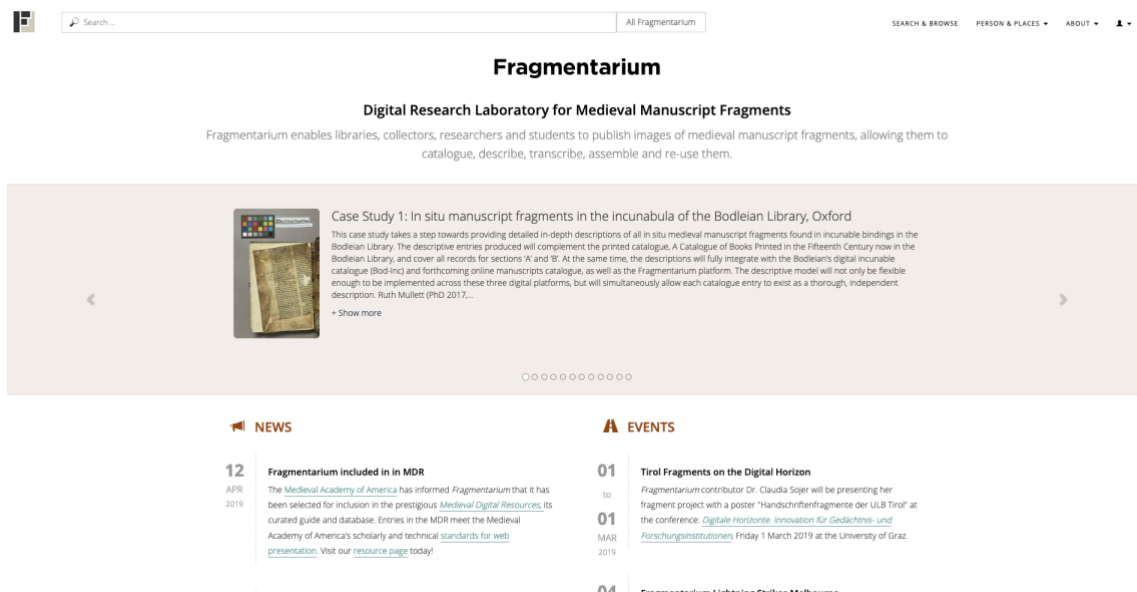 Search ...
All Fragmentarium
SEARCH & BROWSE
PERSON & PLACES
ABOUT
Fragmentarium
Digital Research Laboratory for Medieval Manuscript Fragments
Fragmentarium enables libraries, collectors, researchers and students to publish images of medieval manuscript fragments, allowing them to
catalogue, describe, transcribe, assemble and re-use them.
Case Study 1: In situ manuscript fragments in the incunabula of the Bodleian Library, Oxford
This case study takes a step towards providing detailed in-depth descriptions of all in situ medieval manuscript fragments found in incunable bindings in the
Bodleian Library. The descriptive entries produced will complement the printed catalogue, A Catalogue of Books Printed in the Fifteenth Century now in the
Bodleian Library, and cover all records for sections 'A' and 'B'. At the same time, the descriptions will fully integrate with the Bodleian's digital incunable
catalogue (Bod-Inc) and forthcoming online manuscripts catalogue, as well as the Fragmentarium platform. The descriptive model will not only be flexible
enough to be implemented across these three digital platforms, but will simultaneously allow each catalogue entry to exist as a thorough, independent
description. Ruth Mullett (PhD 2017,...
+ Show more
NEWS
12
APR
2019
Fragmentarium included in in MDR
The Medieval Academy of America has informed Fragmentarium that it has
been selected for inclusion in the prestigious Medieval Digital Resources, its
curated guide and database. Entries in the MDR meet the Medieval
Academy of America's scholarly and technical standards for web
presentation. Visit our resource page today!
EVENTS
01
to
01
MAR
2019
Tirol Fragments on the Digital Horizon
Fragmentarium contributor Dr. Claudia Sojer will be presenting her
fragment project with a poster "Handschriftenfragmente der ULB Tirol" at
the conference: Digitale Horizonte. Innovation für Gedächtnis- und
Forschungsinstitutionen, Friday 1 March 2019 at the University of Graz.
04
Fragmentarium Lightning Strikes Melbourne